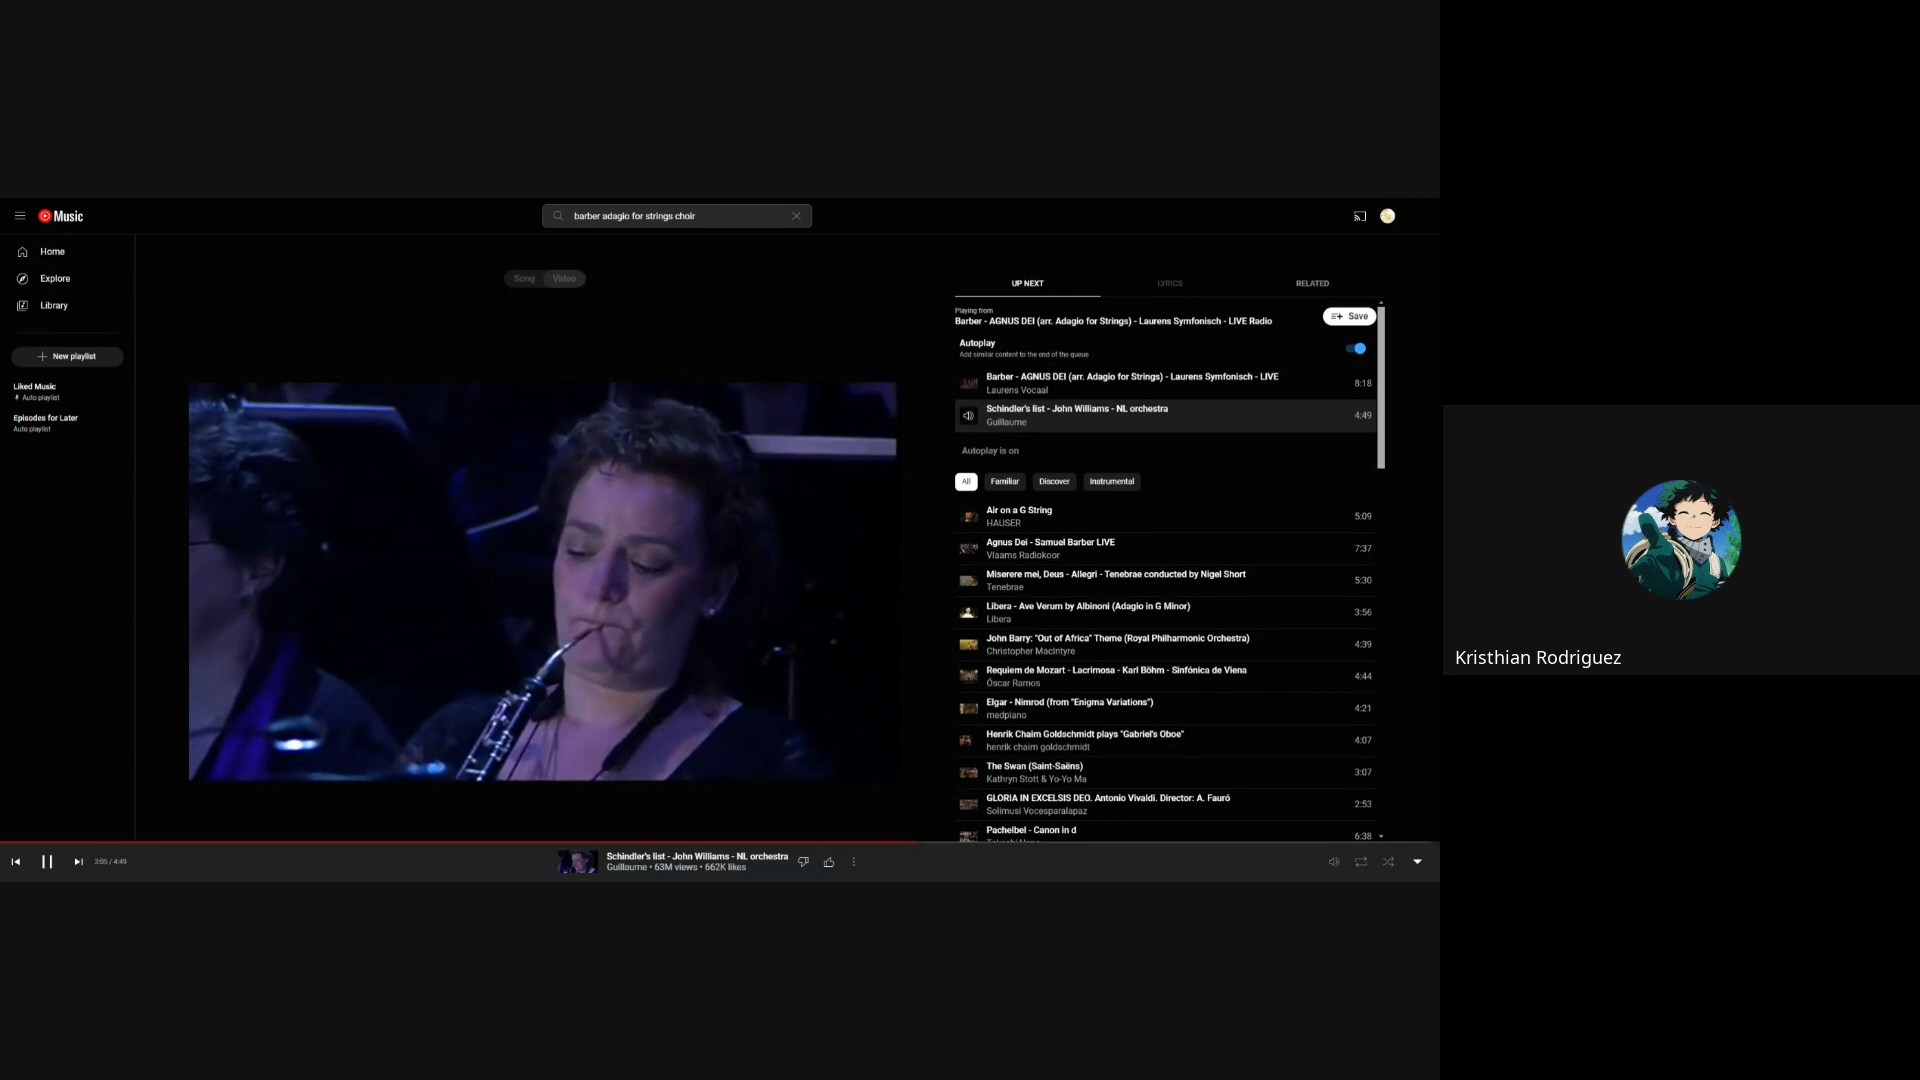 Music
barber adagio for strings choir
Home
Explore
Library
New playlist
Liked Music
Auto playlist
Episodes for Later
Auto playlist
Song
Video
UP NEXT
LYRICS
RELATED
Playing from
Barber - AGNUS DEI (arr. Adagio for Strings) - Laurens Symfonisch - LIVE Radio
Save
Autoplay
Add similar content to the end of the queue
Barber - AGNUS DEI (arr. Adagio for Strings) - Laurens Symfonisch - LIVE
Laurens Vocaal
8:18
Schindler's list - John Williams - NL orchestra
Guillaume
4:49
Autoplay is on
All
Familiar
Discover
Instrumental
Air on a G String
HAUSER
5:09
Agnus Dei - Samuel Barber LIVE
Vlaams Radiokoor
7:37
Miserere mei, Deus - Allegri - Tenebrae conducted by Nigel Short
Tenebrae
5:30
Libera - Ave Verum by Albinoni (Adagio in G Minor)
Libera
3:56
John Barry: "Out of Africa" Theme (Royal Philharmonic Orchestra)
Christopher MacIntyre
4:39
Requiem de Mozart - Lacrimosa - Karl Böhm - Sinfónica de Viena
Óscar Ramos
4:44
Elgar - Nimrod (from "Enigma Variations")
medpiano
4:21
Henrik Chaim Goldschmidt plays "Gabriel's Oboe"
henrik chaim goldschmidt
4:07
The Swan (Saint-Saëns)
Kathryn Stott & Yo-Yo Ma
3:07
GLORIA IN EXCELSIS DEO. Antonio Vivaldi. Director: A. Fauró
Solimusi Vocesparalapaz
2:53
Pachelbel - Canon in d
6:38
3:05 / 4:49
Schindler's list - John Williams - NL orchestra
Guillaume • 63M views • 662K likes
Kristhian Rodriguez